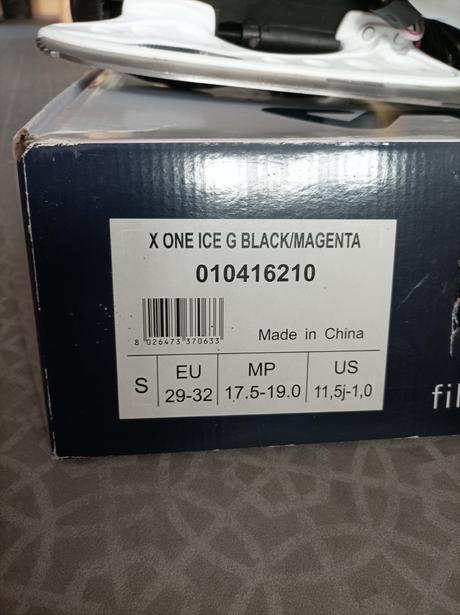 X ONE ICE G BLACK/MAGENTA
010416210
8 026473 370633
Made in China
S
EU
29-32
MP
17.5-19.0
US
11,5j-1,0